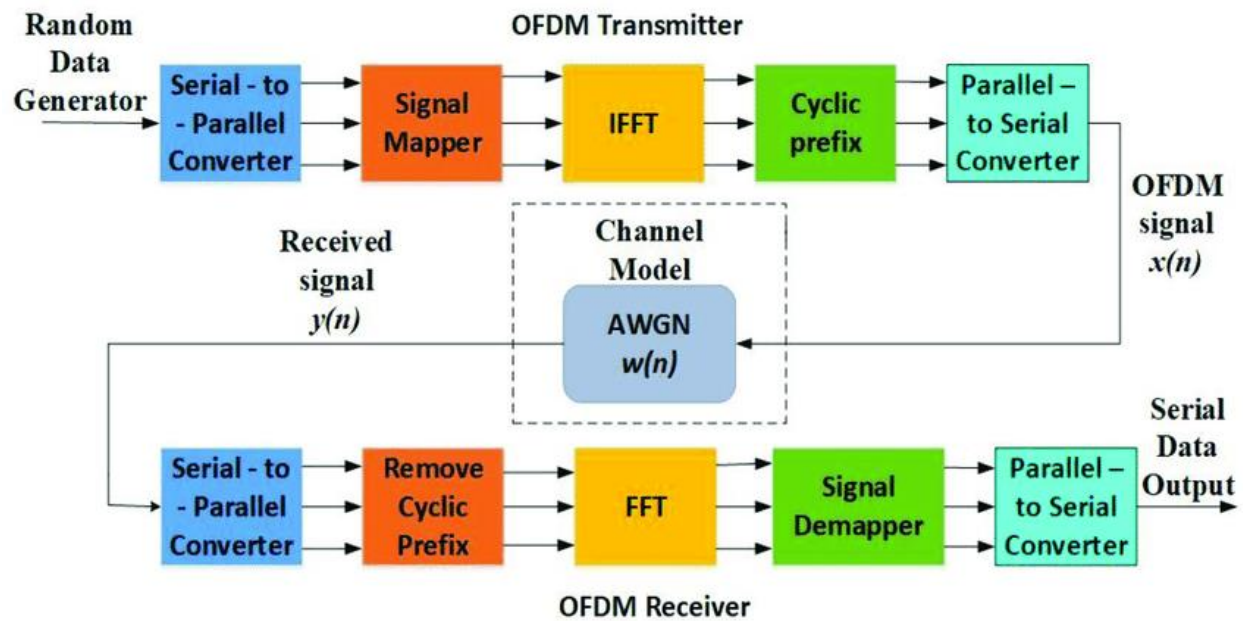 Random
Data
Generator
OFDM Transmitter
Serial - to
- Parallel
Converter
Signal
Mapper
IFFT
Cyclic
prefix
Parallel –
to Serial
Converter
OFDM
signal
x(n)
Channel
Model
AWGN
w(n)
Received
signal
y(n)
Serial - to
- Parallel
Converter
Remove
Cyclic
Prefix
FFT
Signal
Demapper
Parallel –
to Serial
Converter
Serial
Data
Output
OFDM Receiver